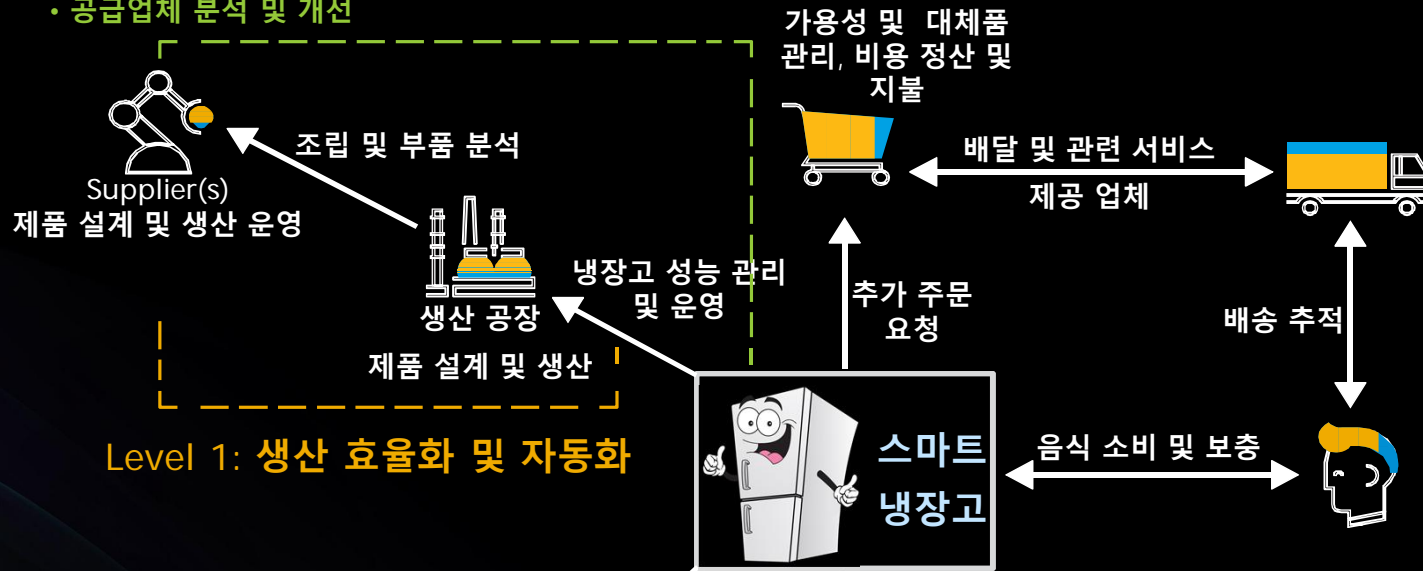 • 공급업체 분석 및 개선
가용성 및 대체품
관리, 비용 정산 및
지불
조립 및 부품 분석
배달 및 관련 서비스
제공 업체
Supplier(s)
제품 설계 및 생산 운영
냉장고 성능 관리
및 운영
추가 주문
요청
생산 공장
배송 추적
제품 설계 및 생산
Level 1: 생산 효율화 및 자동화
스마트
냉장고
음식 소비 및 보충